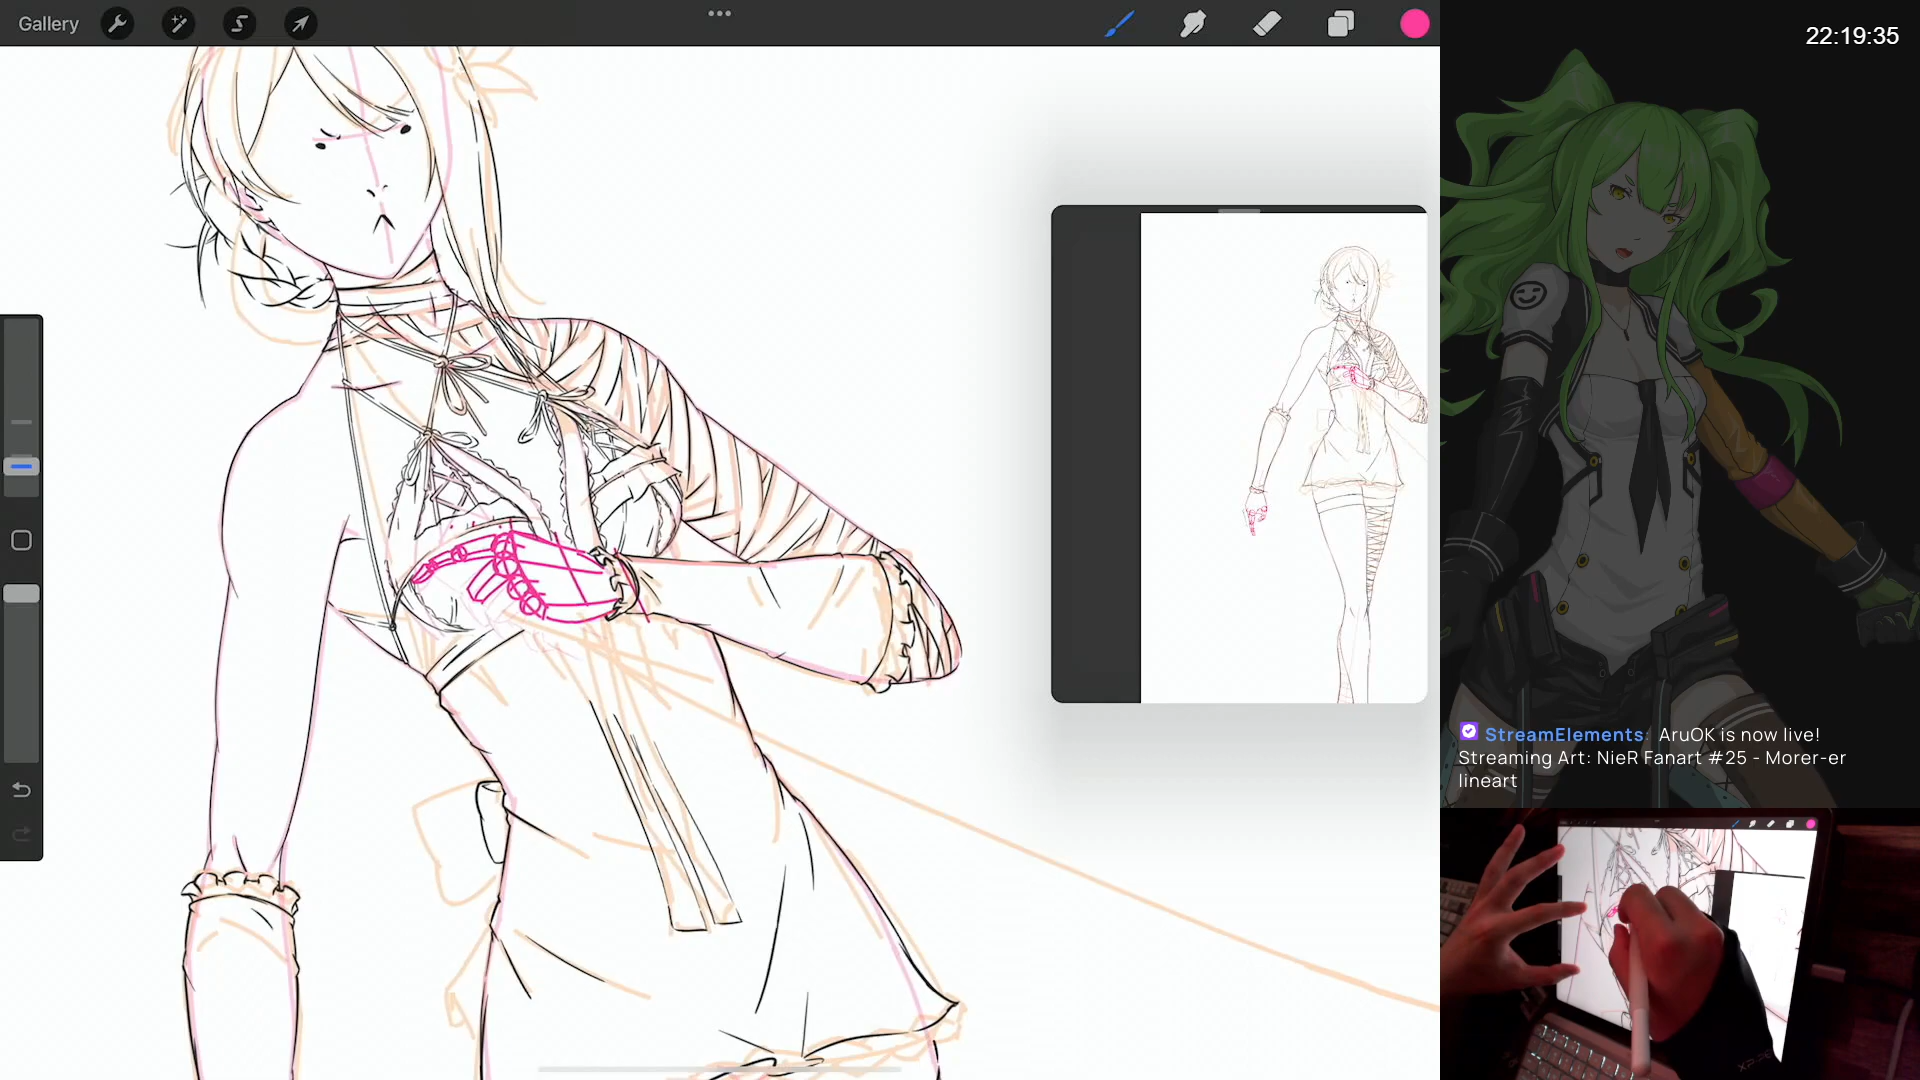 Gallery
22:19:35
StreamElements: AruOK is now live!
Streaming Art: NieR Fanart #25 - Morer-er
lineart